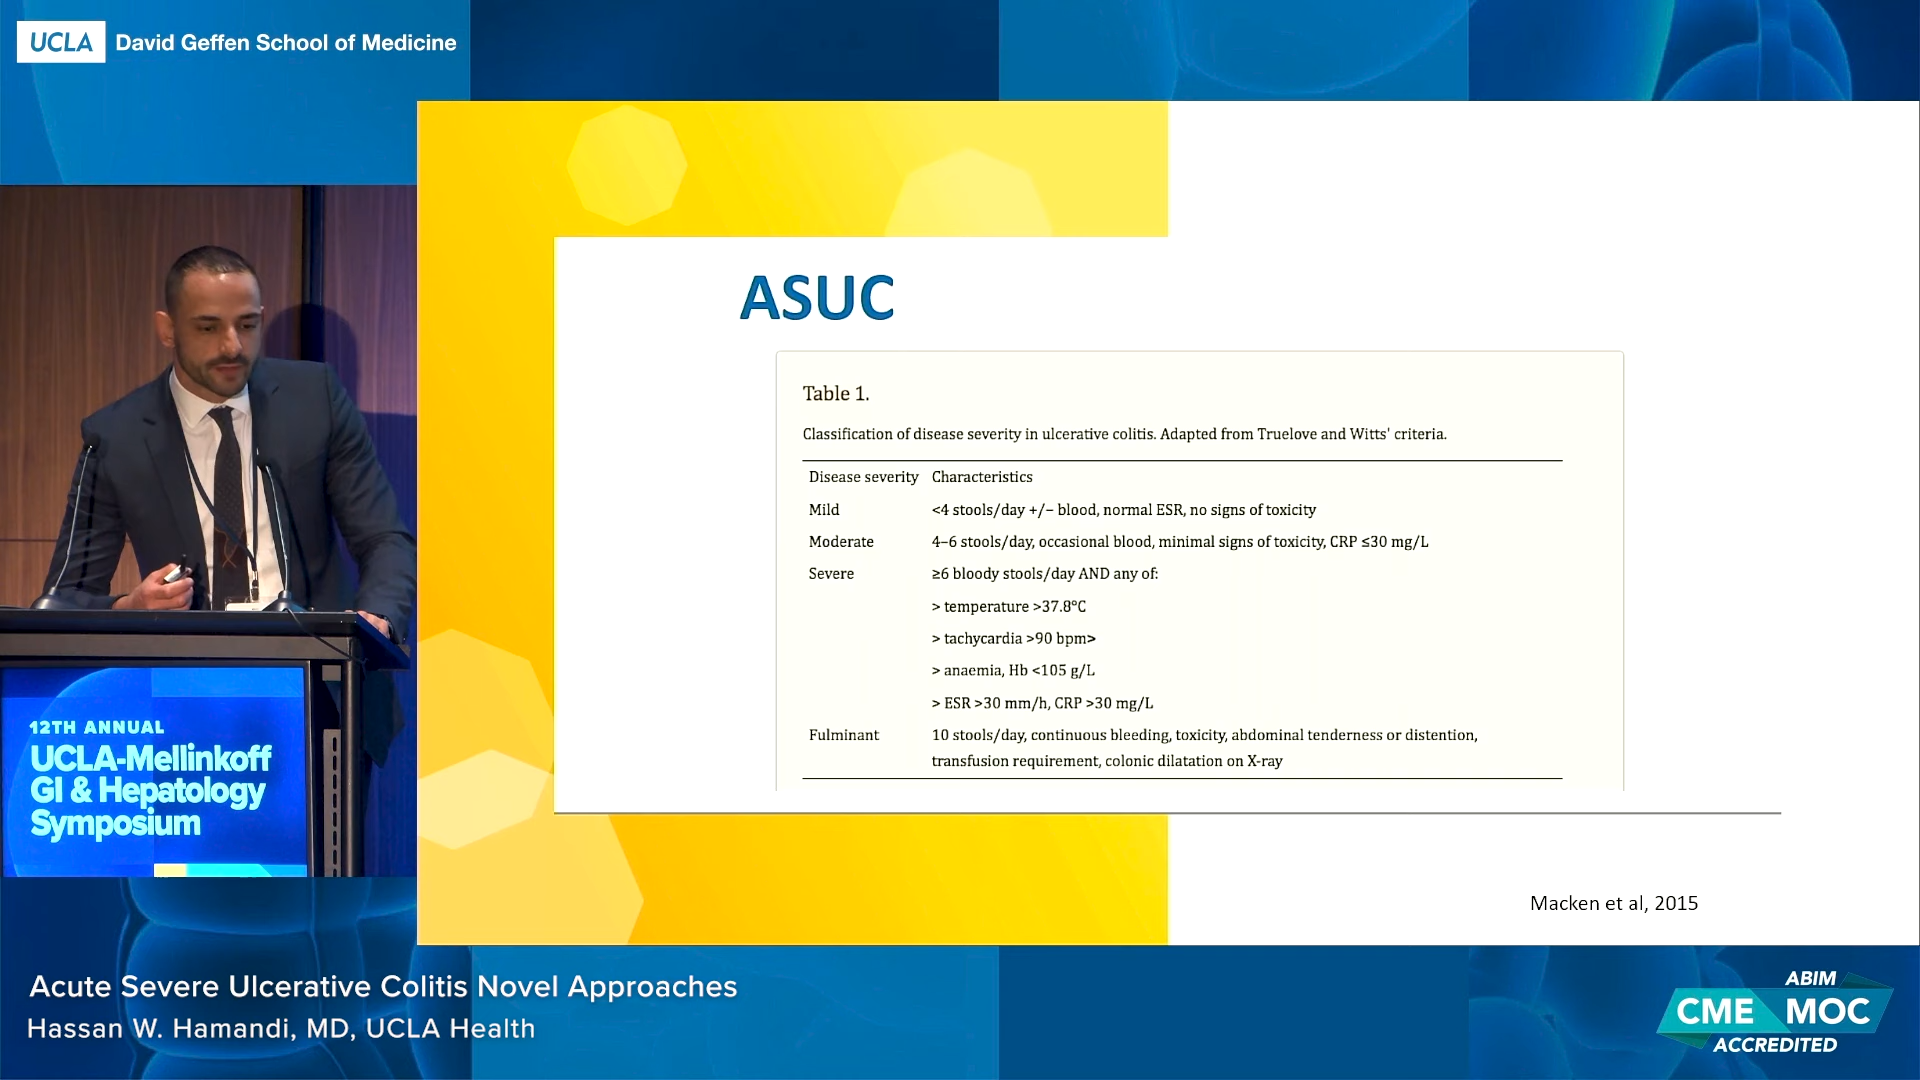 UCLA David Geffen School of Medicine
ASUC
Table 1.
Classification of disease severity in ulcerative colitis. Adapted from Truelove and Witts' criteria.
Disease severity Characteristics
Mild <4 stools/day +/− blood, normal ESR, no signs of toxicity
Moderate 4–6 stools/day, occasional blood, minimal signs of toxicity, CRP ≤30 mg/L
Severe ≥6 bloody stools/day AND any of:
> temperature >37.8°C
> tachycardia >90 bpm>
> anaemia, Hb <105 g/L
> ESR >30 mm/h, CRP >30 mg/L
Fulminant 10 stools/day, continuous bleeding, toxicity, abdominal tenderness or distention,
transfusion requirement, colonic dilatation on X-ray
Macken et al, 2015
12TH ANNUAL
UCLA-Mellinkoff
GI & Hepatology
Symposium
Acute Severe Ulcerative Colitis Novel Approaches
Hassan W. Hamandi, MD, UCLA Health
ABIM
CME MOC
ACCREDITED